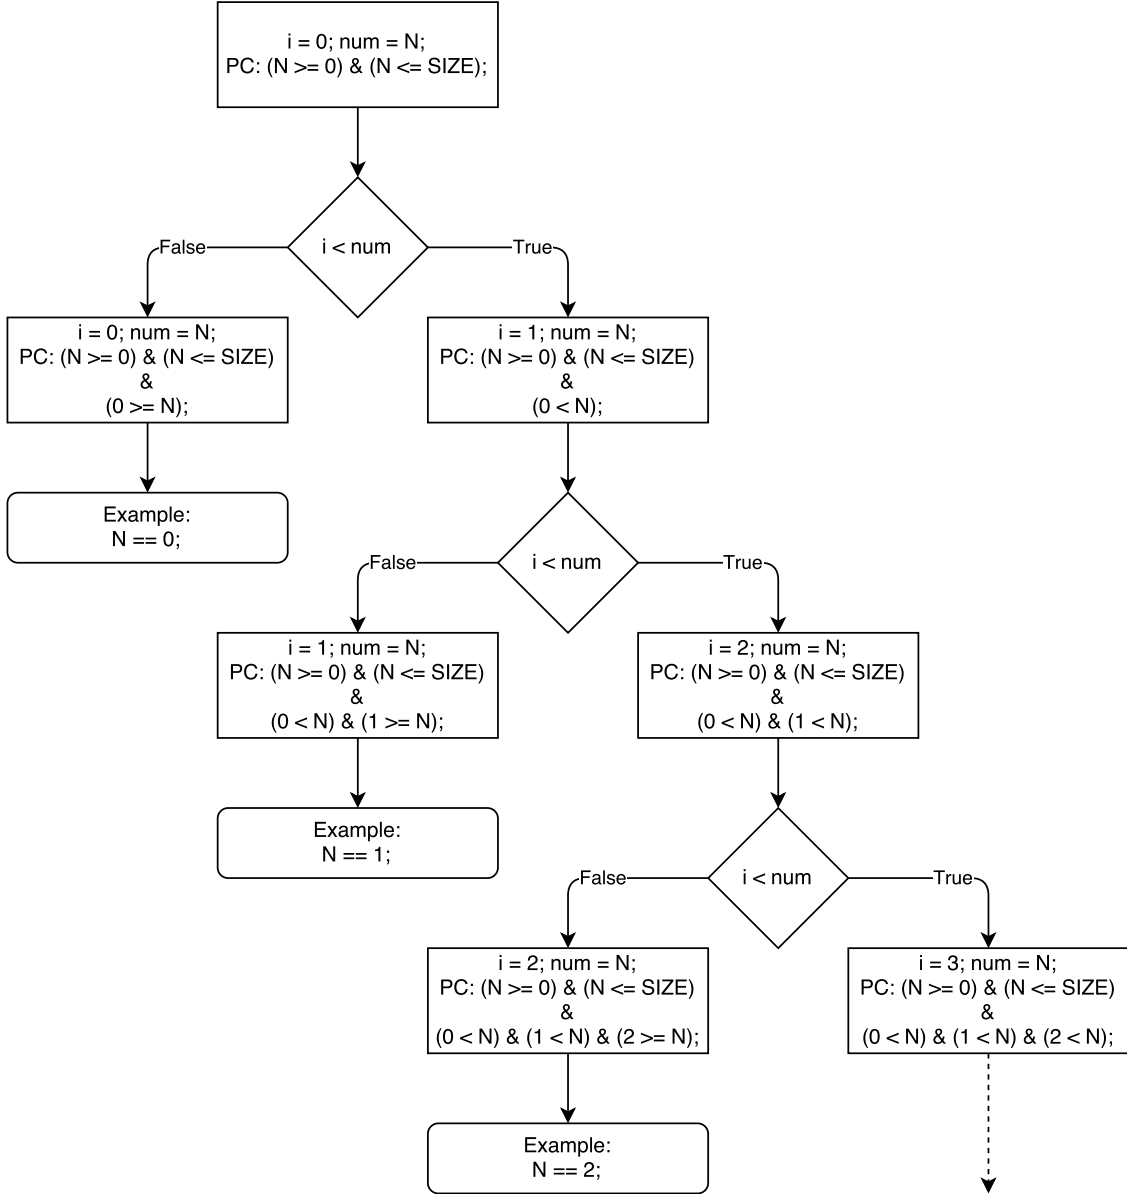 i = 0; num = N;
PC: (N >= 0) & (N <= SIZE);
i < num
False
True
i = 0; num = N;
PC: (N >= 0) & (N <= SIZE)
&
(0 >= N);
i = 1; num = N;
PC: (N >= 0) & (N <= SIZE)
&
(0 < N);
Example:
N == 0;
i < num
False
True
i = 1; num = N;
PC: (N >= 0) & (N <= SIZE)
&
(0 < N) & (1 >= N);
i = 2; num = N;
PC: (N >= 0) & (N <= SIZE)
&
(0 < N) & (1 < N);
Example:
N == 1;
i < num
False
True
i = 2; num = N;
PC: (N >= 0) & (N <= SIZE)
&
(0 < N) & (1 < N) & (2 >= N);
i = 3; num = N;
PC: (N >= 0) & (N <= SIZE)
&
(0 < N) & (1 < N) & (2 < N);
Example:
N == 2;